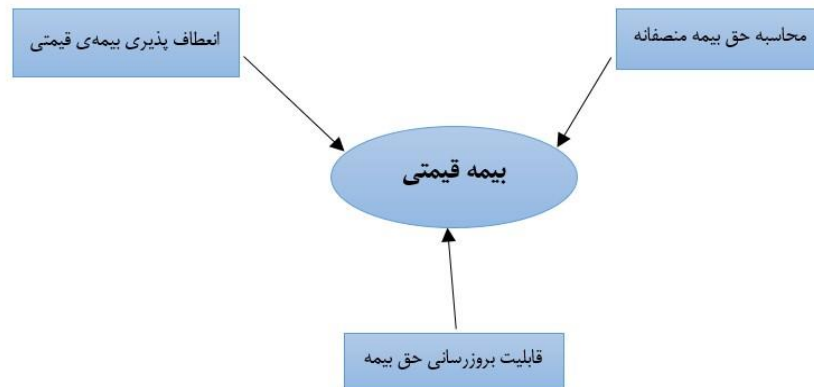 محاسبه حق بیمه منصفانه
انعطاف پذیری بیمه‌ی قیمتی
بیمه قیمتی
قابلیت بروزرسانی حق بیمه